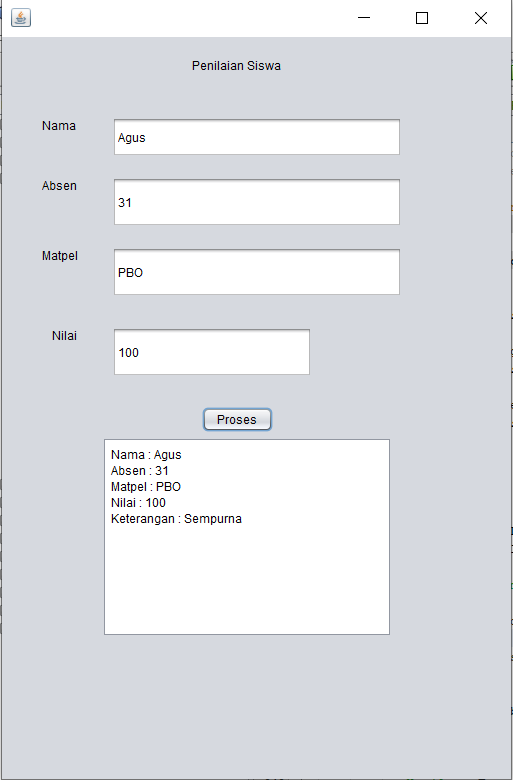 Penilaian Siswa
Nama
Agus
Absen
31
Matpel
PBO
Nilai
100
Proses
Nama : Agus
Absen : 31
Matpel : PBO
Nilai : 100
Keterangan : Sempurna